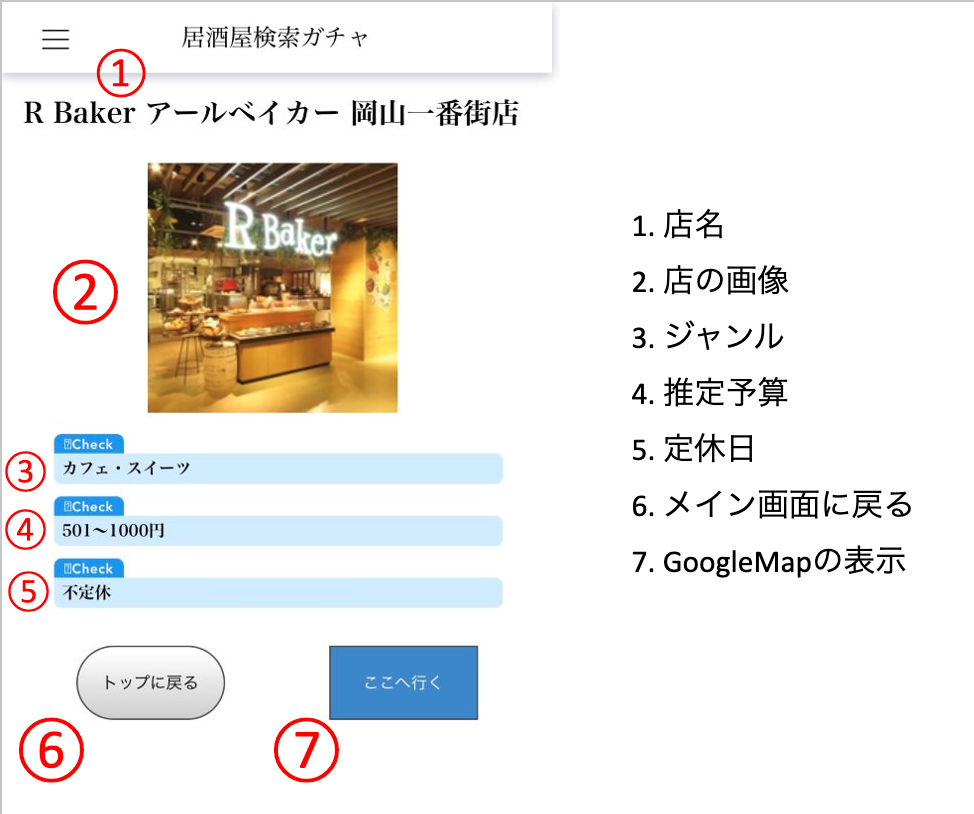 居酒屋検索ガチャ
①
R Baker アールベイカー 岡山一番街店
R Baker
②
Check
③ カフェ・スイーツ
Check
④ 501〜1000円
Check
⑤ 不定休
トップに戻る
ここへ行く
⑥
⑦
1. 店名
2. 店の画像
3. ジャンル
4. 推定予算
5. 定休日
6. メイン画面に戻る
7. GoogleMapの表示